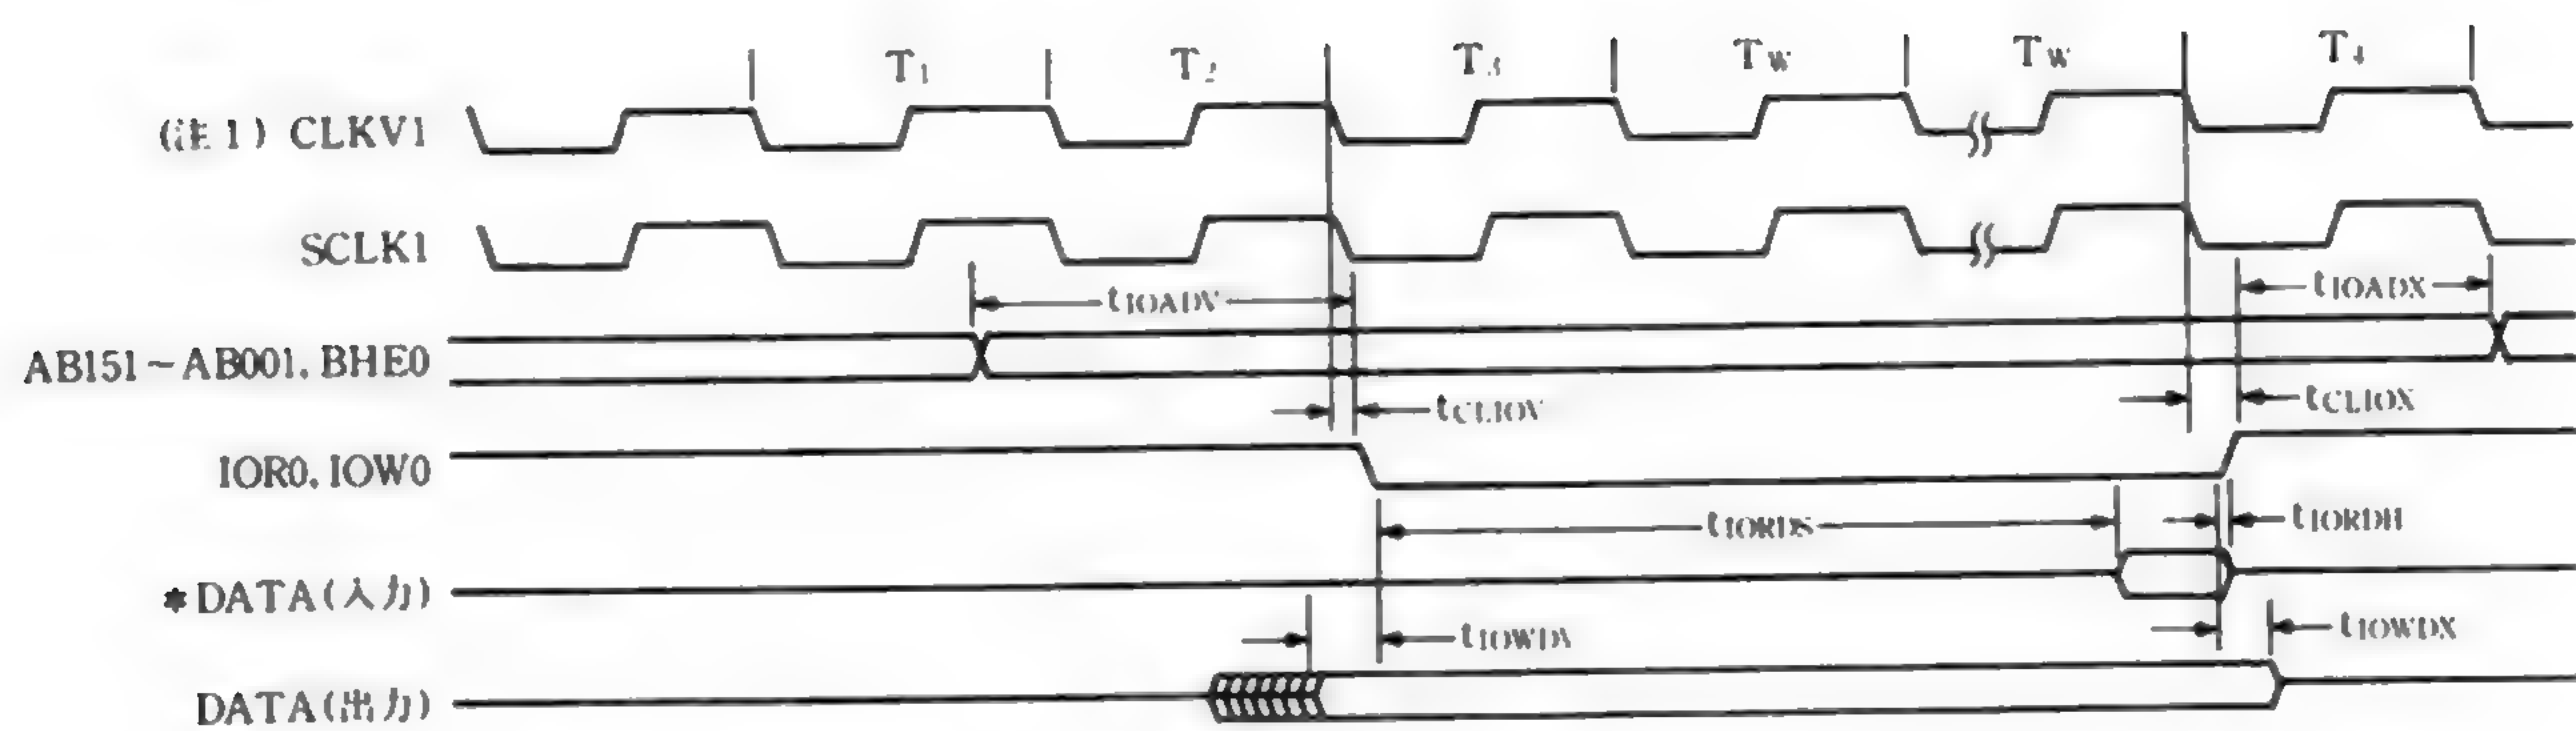 T1 T2 T3 TW TW T4
(注1) CLKV1
SCLK1
tIOADV tIOADX
AB151~AB001, BHE0
tCLIOV tCLIOX
IOR0, IOW0
tIORDS tIORDH
*DATA(入力)
tIOWDV tIOWDX
DATA(出力)